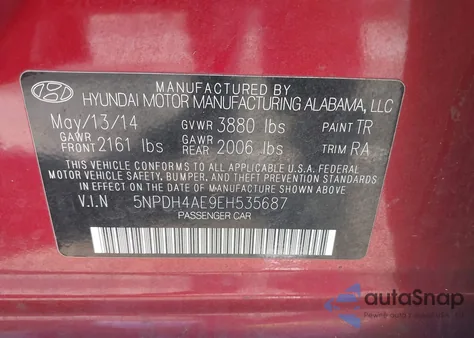 MANUFACTURED BY
HYUNDAI MOTOR MANUFACTURING ALABAMA, LLC
May/13/14 GVWR 3880 lbs PAINT TR
GAWR FRONT 2161 lbs GAWR REAR 2006 lbs TRIM RA
THIS VEHICLE CONFORMS TO ALL APPLICABLE U.S.A. FEDERAL
MOTOR VEHICLE SAFETY, BUMPER, AND THEFT PREVENTION STANDARDS
IN EFFECT ON THE DATE OF MANUFACTURE SHOWN ABOVE.
V.I.N 5NPDH4AE9EH535687
PASSENGER CAR
autoSnap